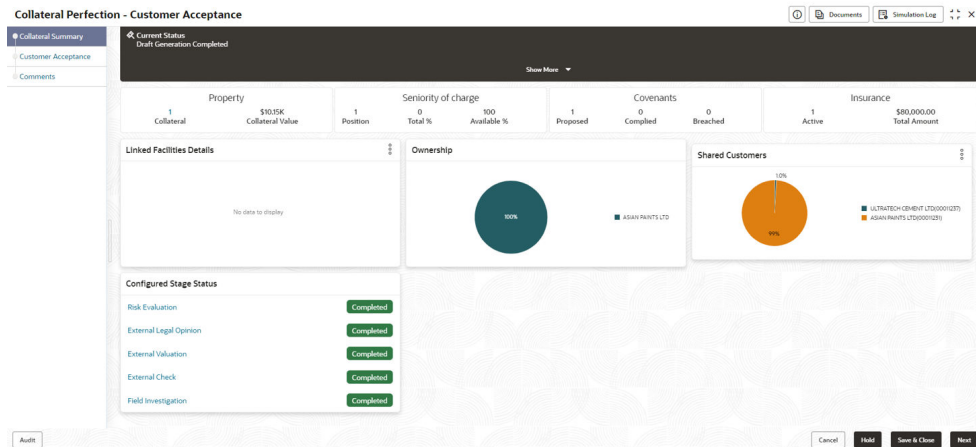 Collateral Perfection - Customer Acceptance
Documents
Simulation Log
Collateral Summary
Customer Acceptance
Comments
Current Status
Draft Generation Completed
Show More
Property
1
Collateral
$10.15K
Collateral Value
Seniority of charge
1
Position
0
Total %
100
Available %
Covenants
1
Proposed
0
Complied
0
Breached
Insurance
1
Active
$80,000.00
Total Amount
Linked Facilities Details
No data to display
Ownership
100%
ASIAN PAINTS LTD
Shared Customers
1.0%
99%
ULTRATECH CEMENT LTD(00011237)
ASIAN PAINTS LTD(00011231)
Configured Stage Status
Risk Evaluation
Completed
External Legal Opinion
Completed
External Valuation
Completed
External Check
Completed
Field Investigation
Completed
Audit
Cancel
Hold
Save & Close
Next